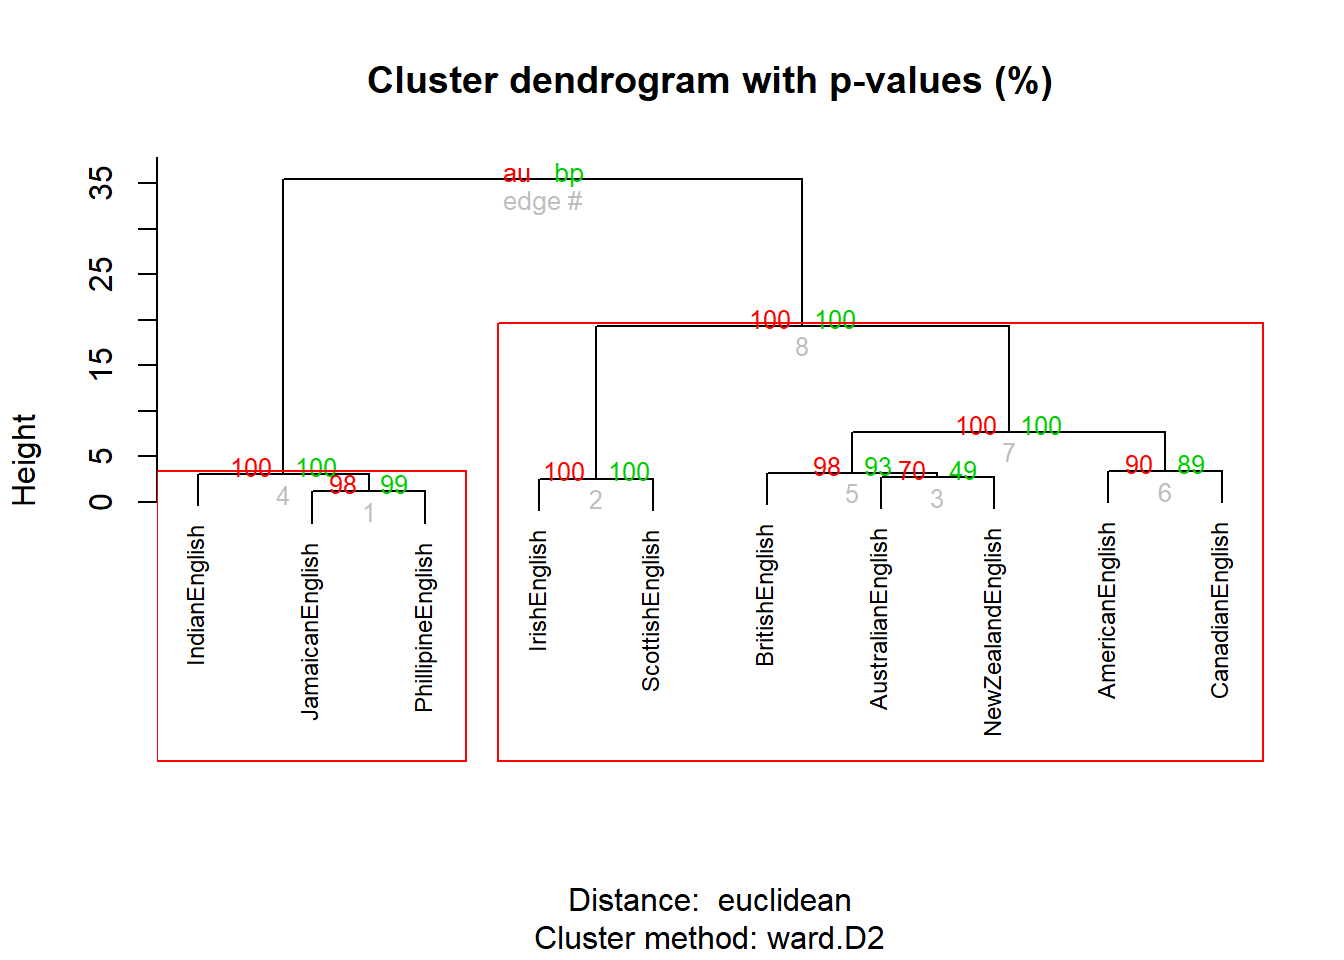 Cluster dendrogram with p-values (%)
Height
35
25
15
5
0
au bp
edge #
100 100
8
100 100
7
100 100
4
98 99
1
100 100
2
98 93
5
70 49
3
90 89
6
IndianEnglish
JamaicanEnglish
PhillipineEnglish
IrishEnglish
ScottishEnglish
BritishEnglish
AustralianEnglish
NewZealandEnglish
AmericanEnglish
CanadianEnglish
Distance: euclidean
Cluster method: ward.D2